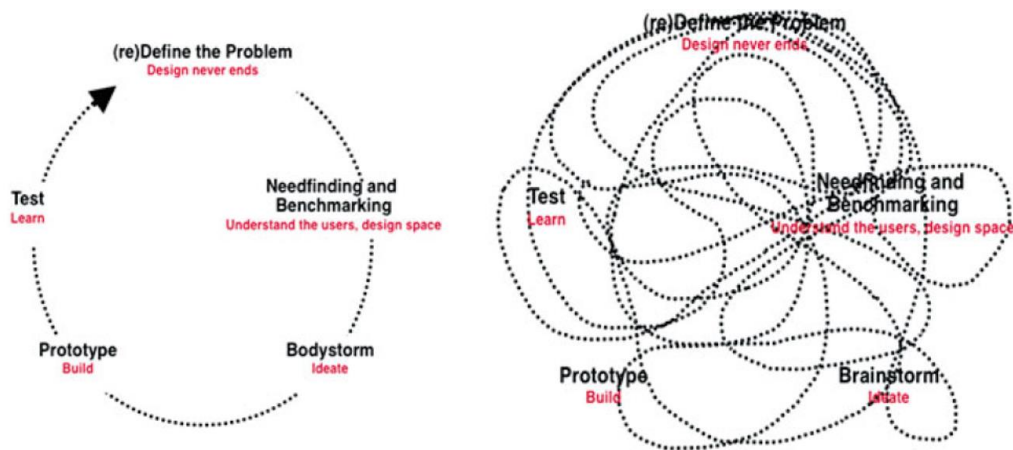 (re)Define the Problem
Design never ends
Test
Learn
Needfinding and
Benchmarking
Understand the users, design space
Prototype
Build
Bodystorm
Ideate
(re)Define the Problem
Design never ends
Test
Learn
Needfinding and
Benchmarking
Understand the users, design space
Prototype
Build
Brainstorm
Ideate